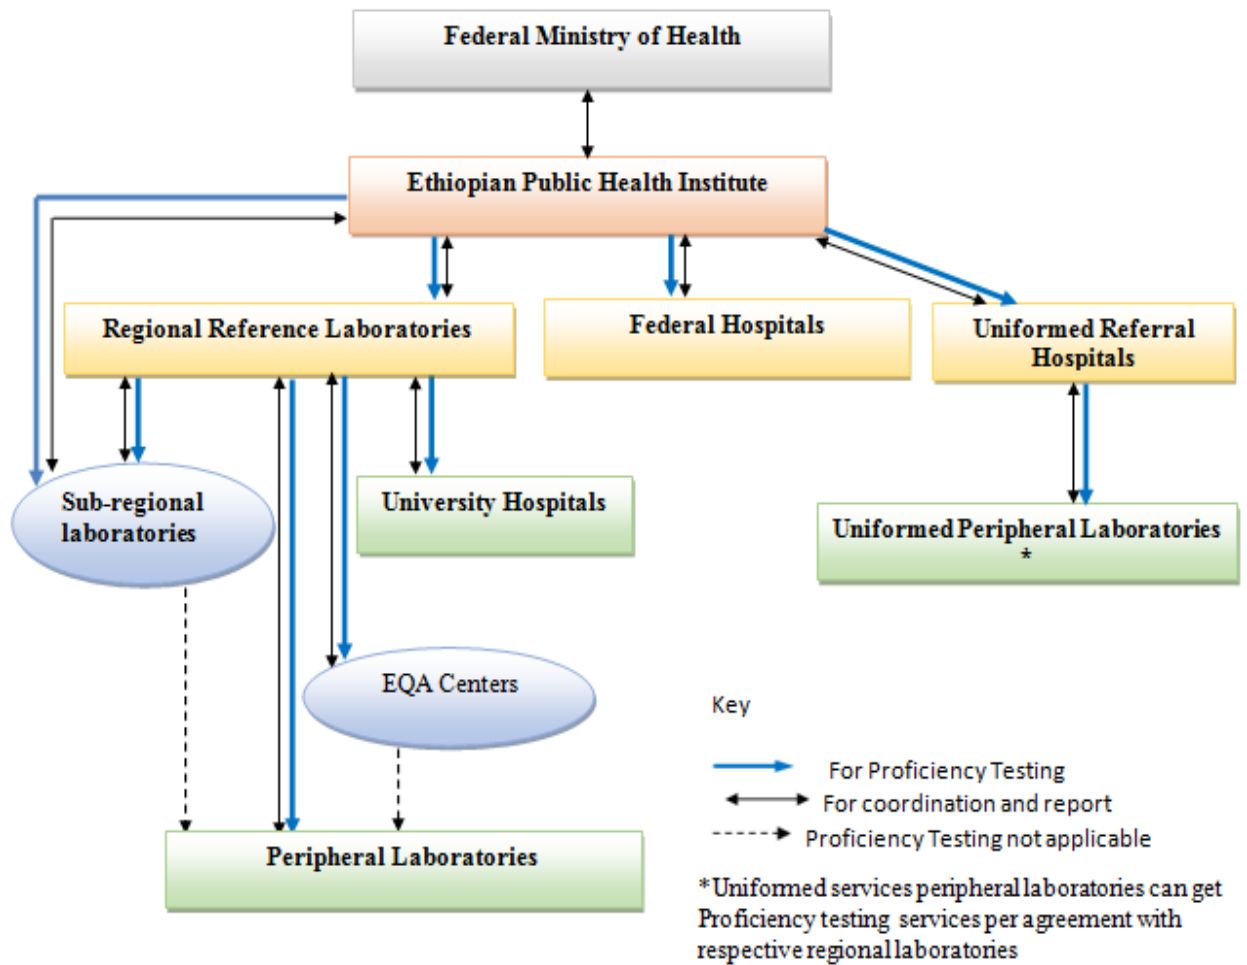 Federal Ministry of Health
Ethiopian Public Health Institute
Regional Reference Laboratories
Federal Hospitals
Uniformed Referral
Hospitals
Sub-regional
laboratories
University Hospitals
Uniformed Peripheral Laboratories
*
EQA Centers
Peripheral Laboratories
Key
For Proficiency Testing
For coordination and report
Proficiency Testing not applicable
*Uniformed services peripheral laboratories can get
Proficiency testing services per agreement with
respective regional laboratories